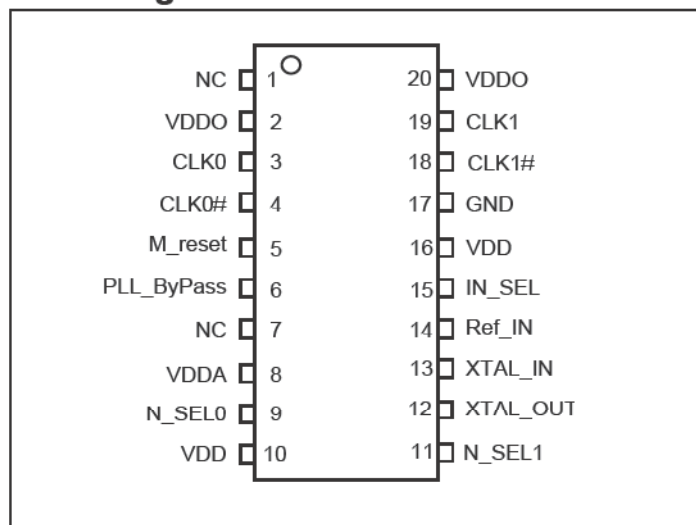 NC 1 20 VDDO
VDDO 2 19 CLK1
CLK0 3 18 CLK1#
CLK0# 4 17 GND
M_reset 5 16 VDD
PLL_ByPass 6 15 IN_SEL
NC 7 14 Ref_IN
VDDA 8 13 XTAL_IN
N_SEL0 9 12 XTAL_OUT
VDD 10 11 N_SEL1